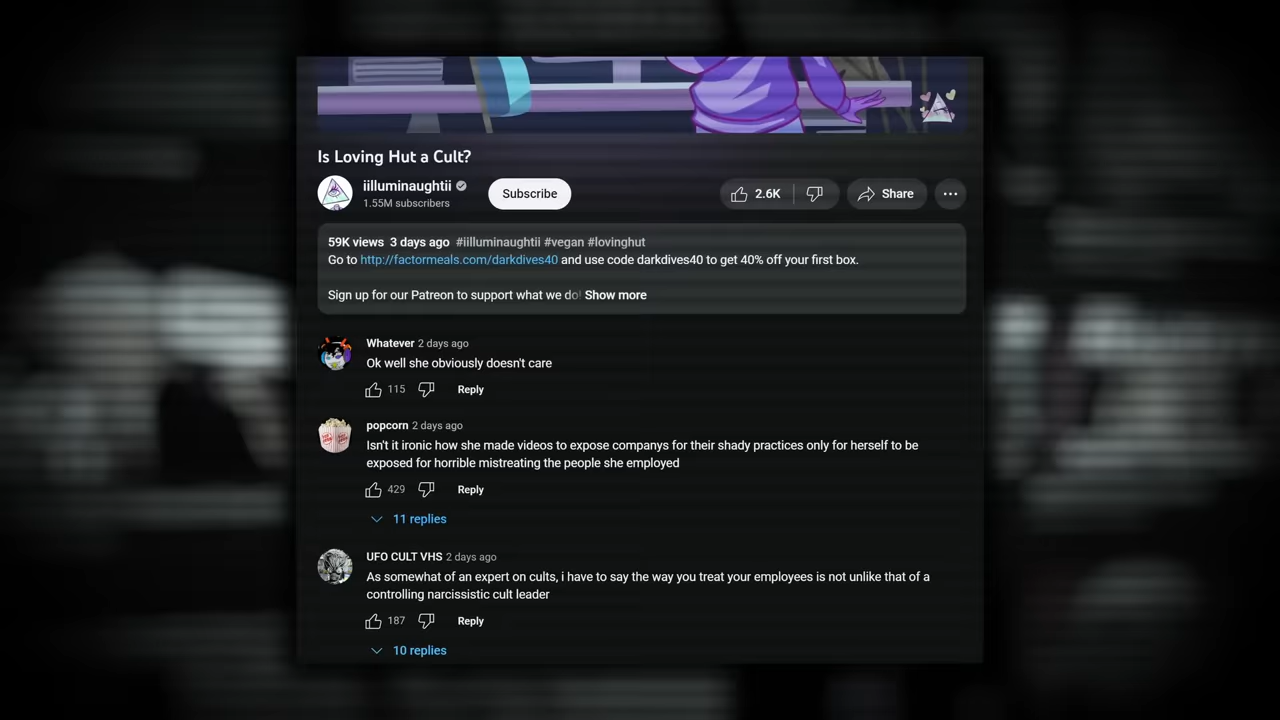 Is Loving Hut a Cult?
iilluminaughtii
1.55M subscribers
Subscribe
2.6K
Share
59K views 3 days ago #iilluminaughtii #vegan #lovinghut
Go to http://factormeals.com/darkdives40 and use code darkdives40 to get 40% off your first box.
Sign up for our Patreon to support what we do! Show more
Whatever 2 days ago
Ok well she obviously doesn't care
115 Reply
popcorn 2 days ago
Isn't it ironic how she made videos to expose companys for their shady practices only for herself to be
exposed for horrible mistreating the people she employed
429 Reply
11 replies
UFO CULT VHS 2 days ago
As somewhat of an expert on cults, i have to say the way you treat your employees is not unlike that of a
controlling narcissistic cult leader
187 Reply
10 replies